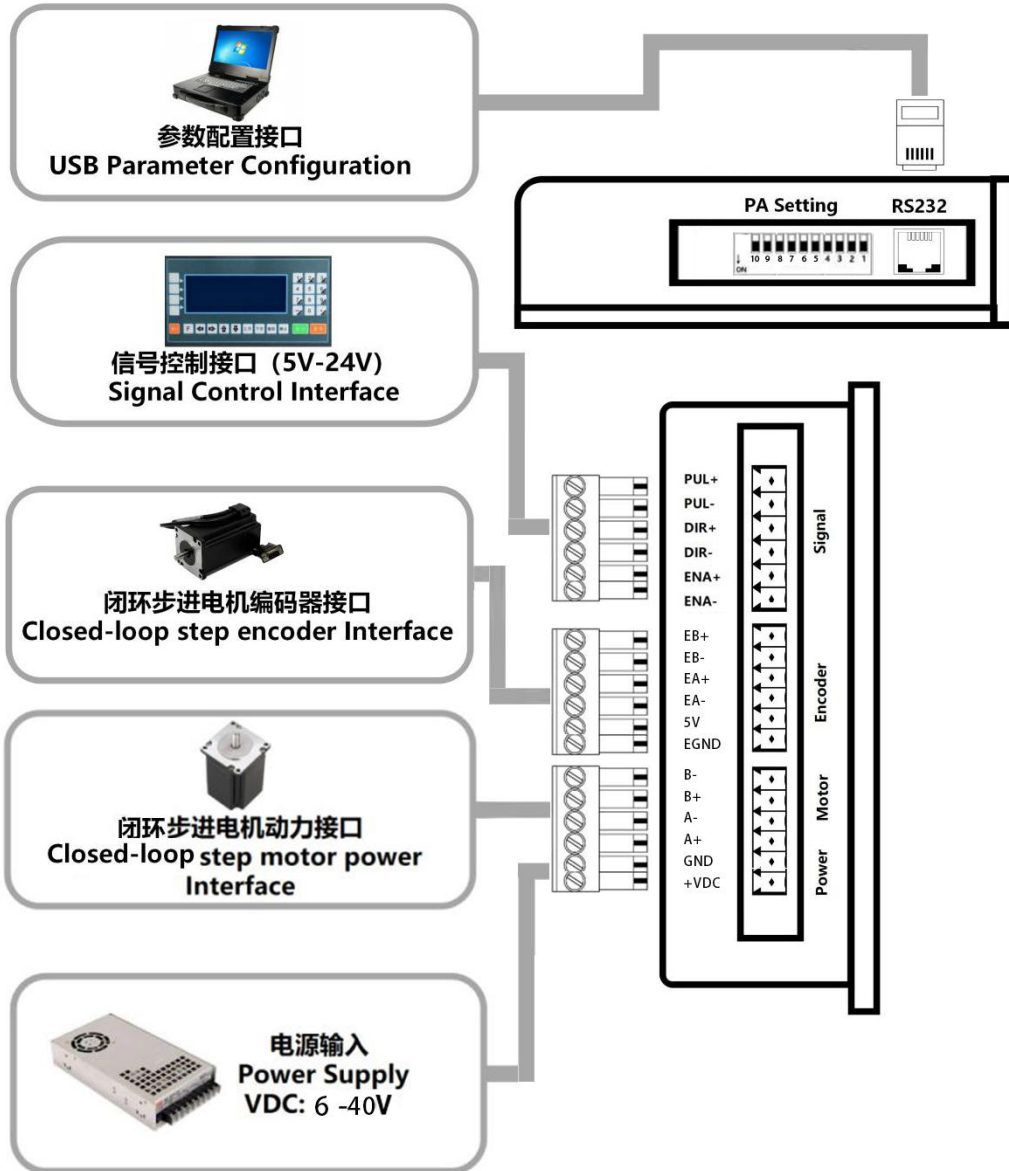 参数配置接口
USB Parameter Configuration
PA Setting
RS232
10 9 8 7 6 5 4 3 2 1
↓
ON
信号控制接口 (5V-24V)
Signal Control Interface
PUL+
PUL-
DIR+
DIR-
ENA+
ENA-
Signal
闭环步进电机编码器接口
Closed-loop step encoder Interface
EB+
EB-
EA+
EA-
5V
EGND
Encoder
闭环步进电机动力接口
Closed-loop step motor power
Interface
B-
B+
A-
A+
GND
+VDC
Motor
Power
电源输入
Power Supply
VDC: 6 -40V